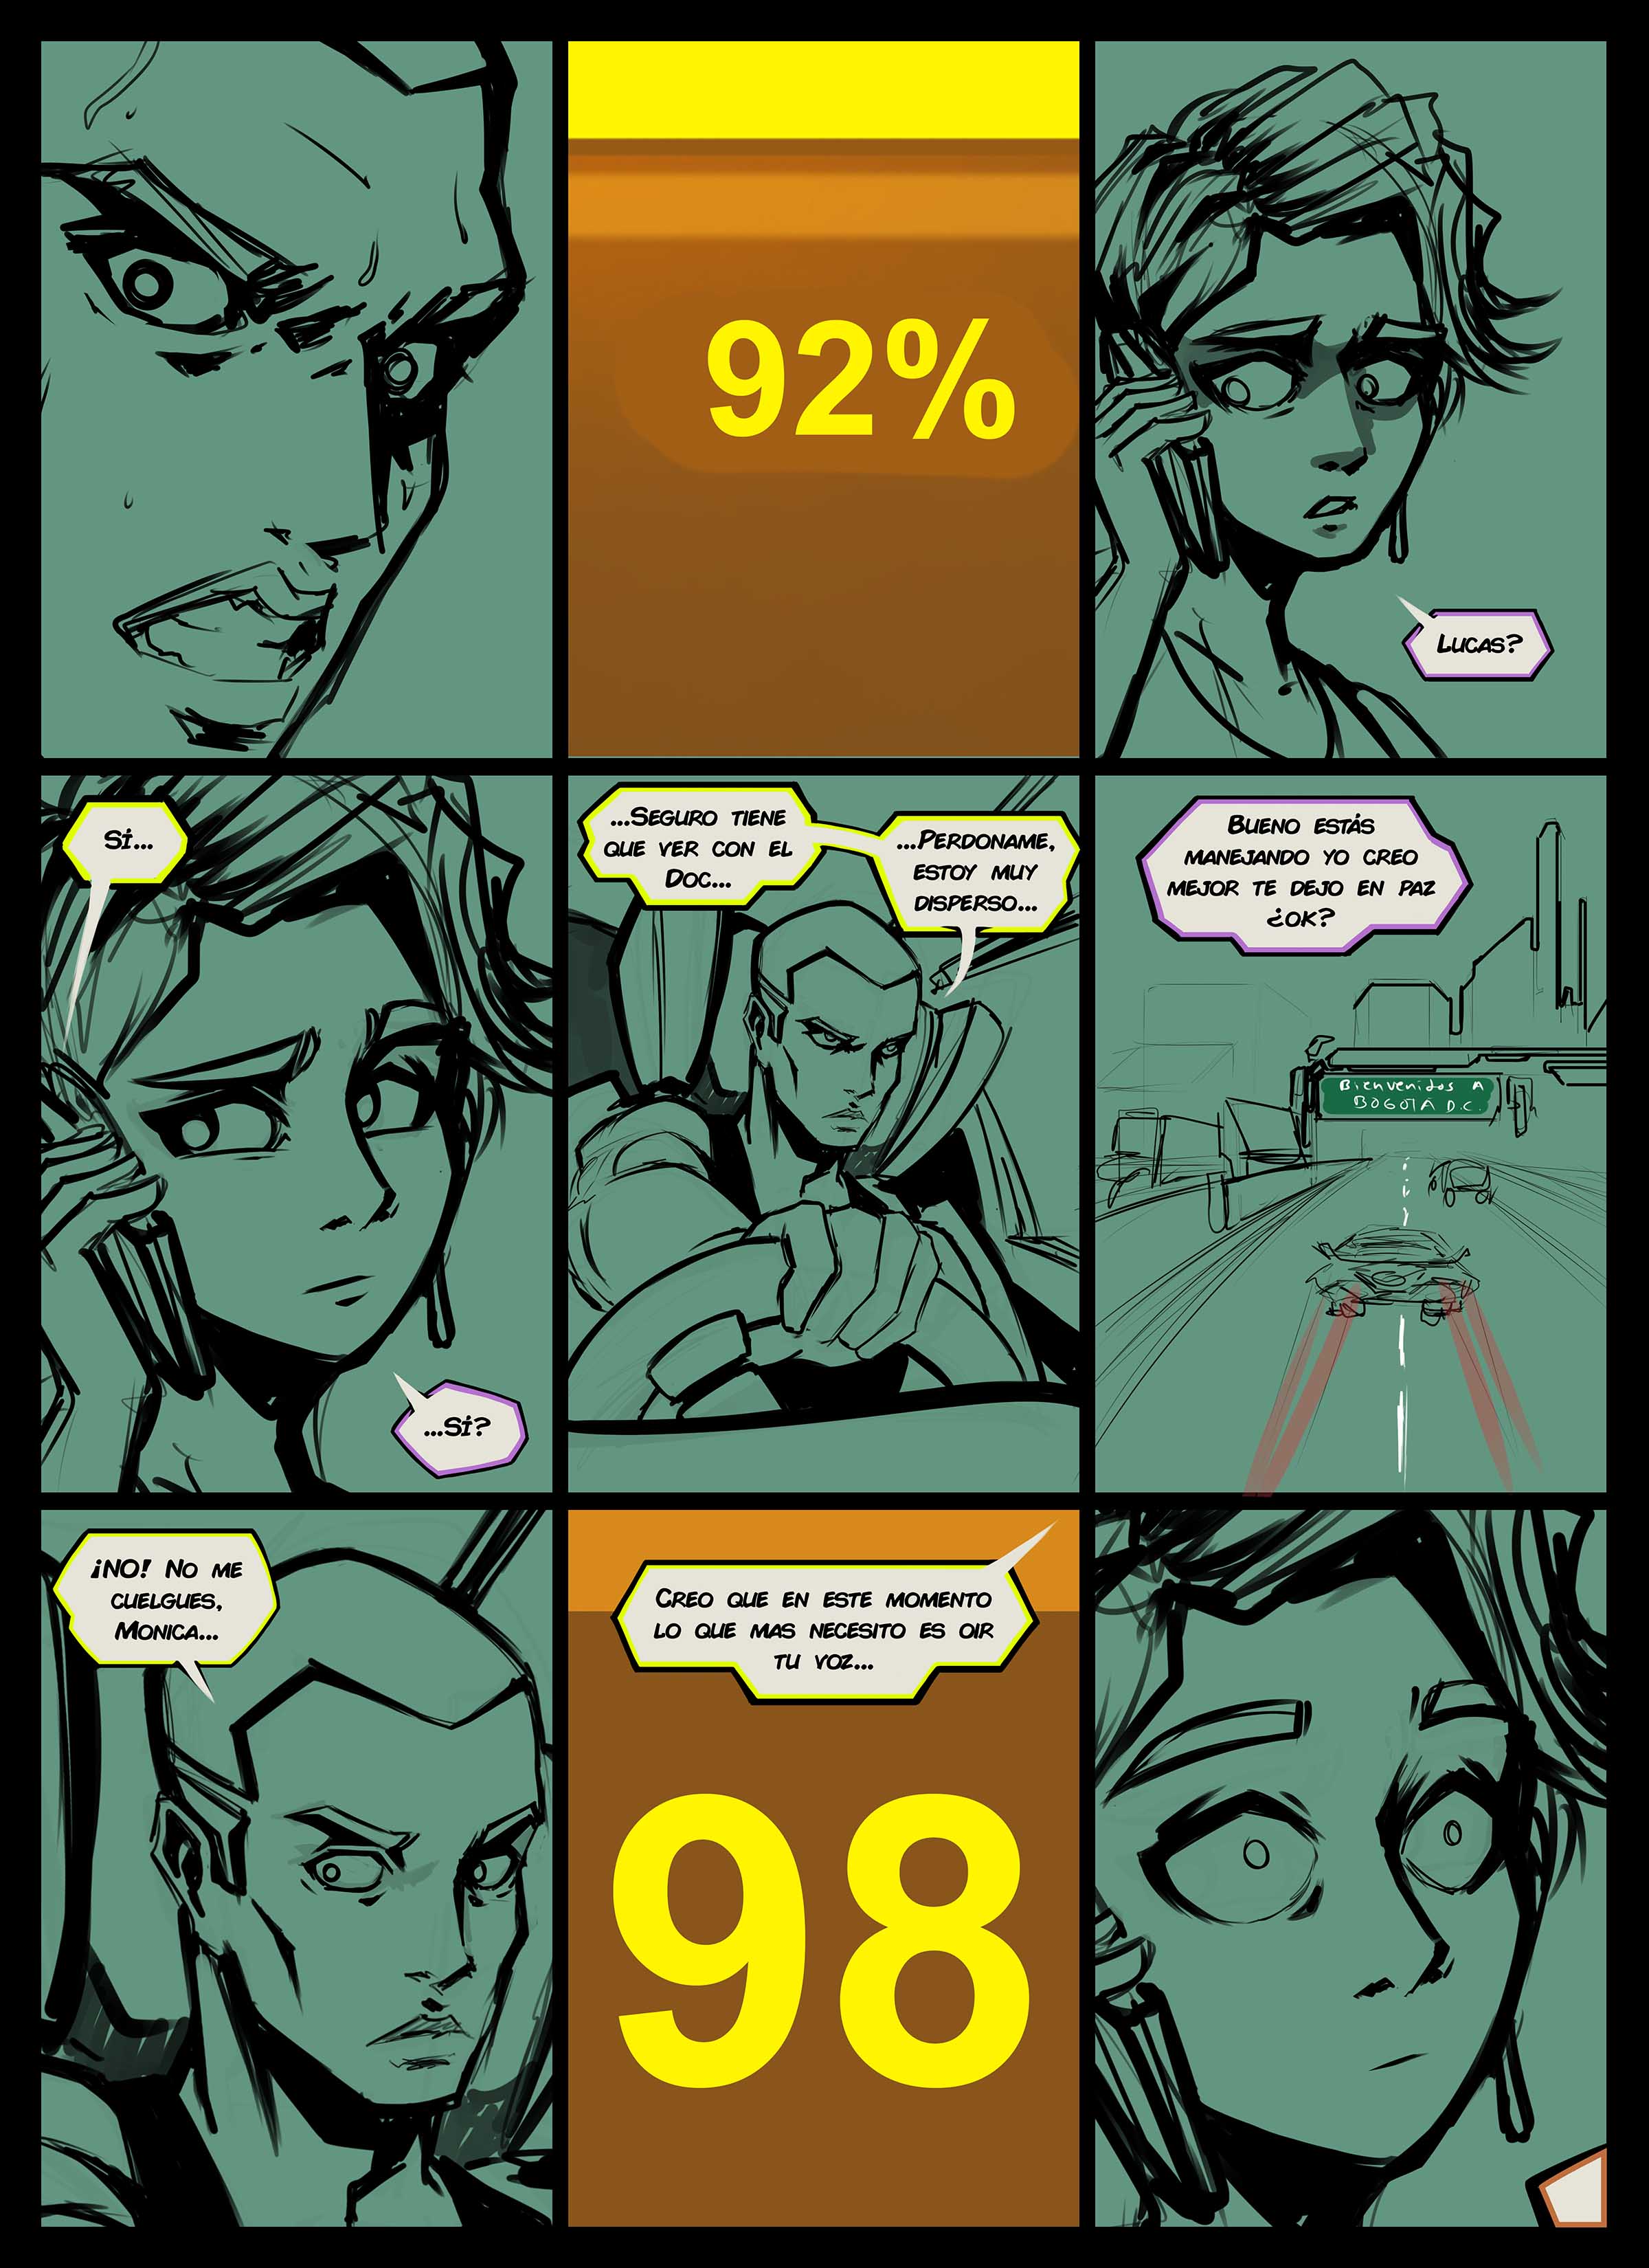 92%
LUCAS?
SÍ...
...SÍ?
...SEGURO TIENE
QUE VER CON EL
DOC...
...PERDONAME,
ESTOY MUY
DISPERSO...
BUENO ESTÁS
MANEJANDO YO CREO
MEJOR TE DEJO EN PAZ
¿OK?
Bienvenidos A
BOGOTÁ D.C.
¡NO! NO ME
CUELGUES,
MONICA...
CREO QUE EN ESTE MOMENTO
LO QUE MAS NECESITO ES OIR
TU VOZ...
98